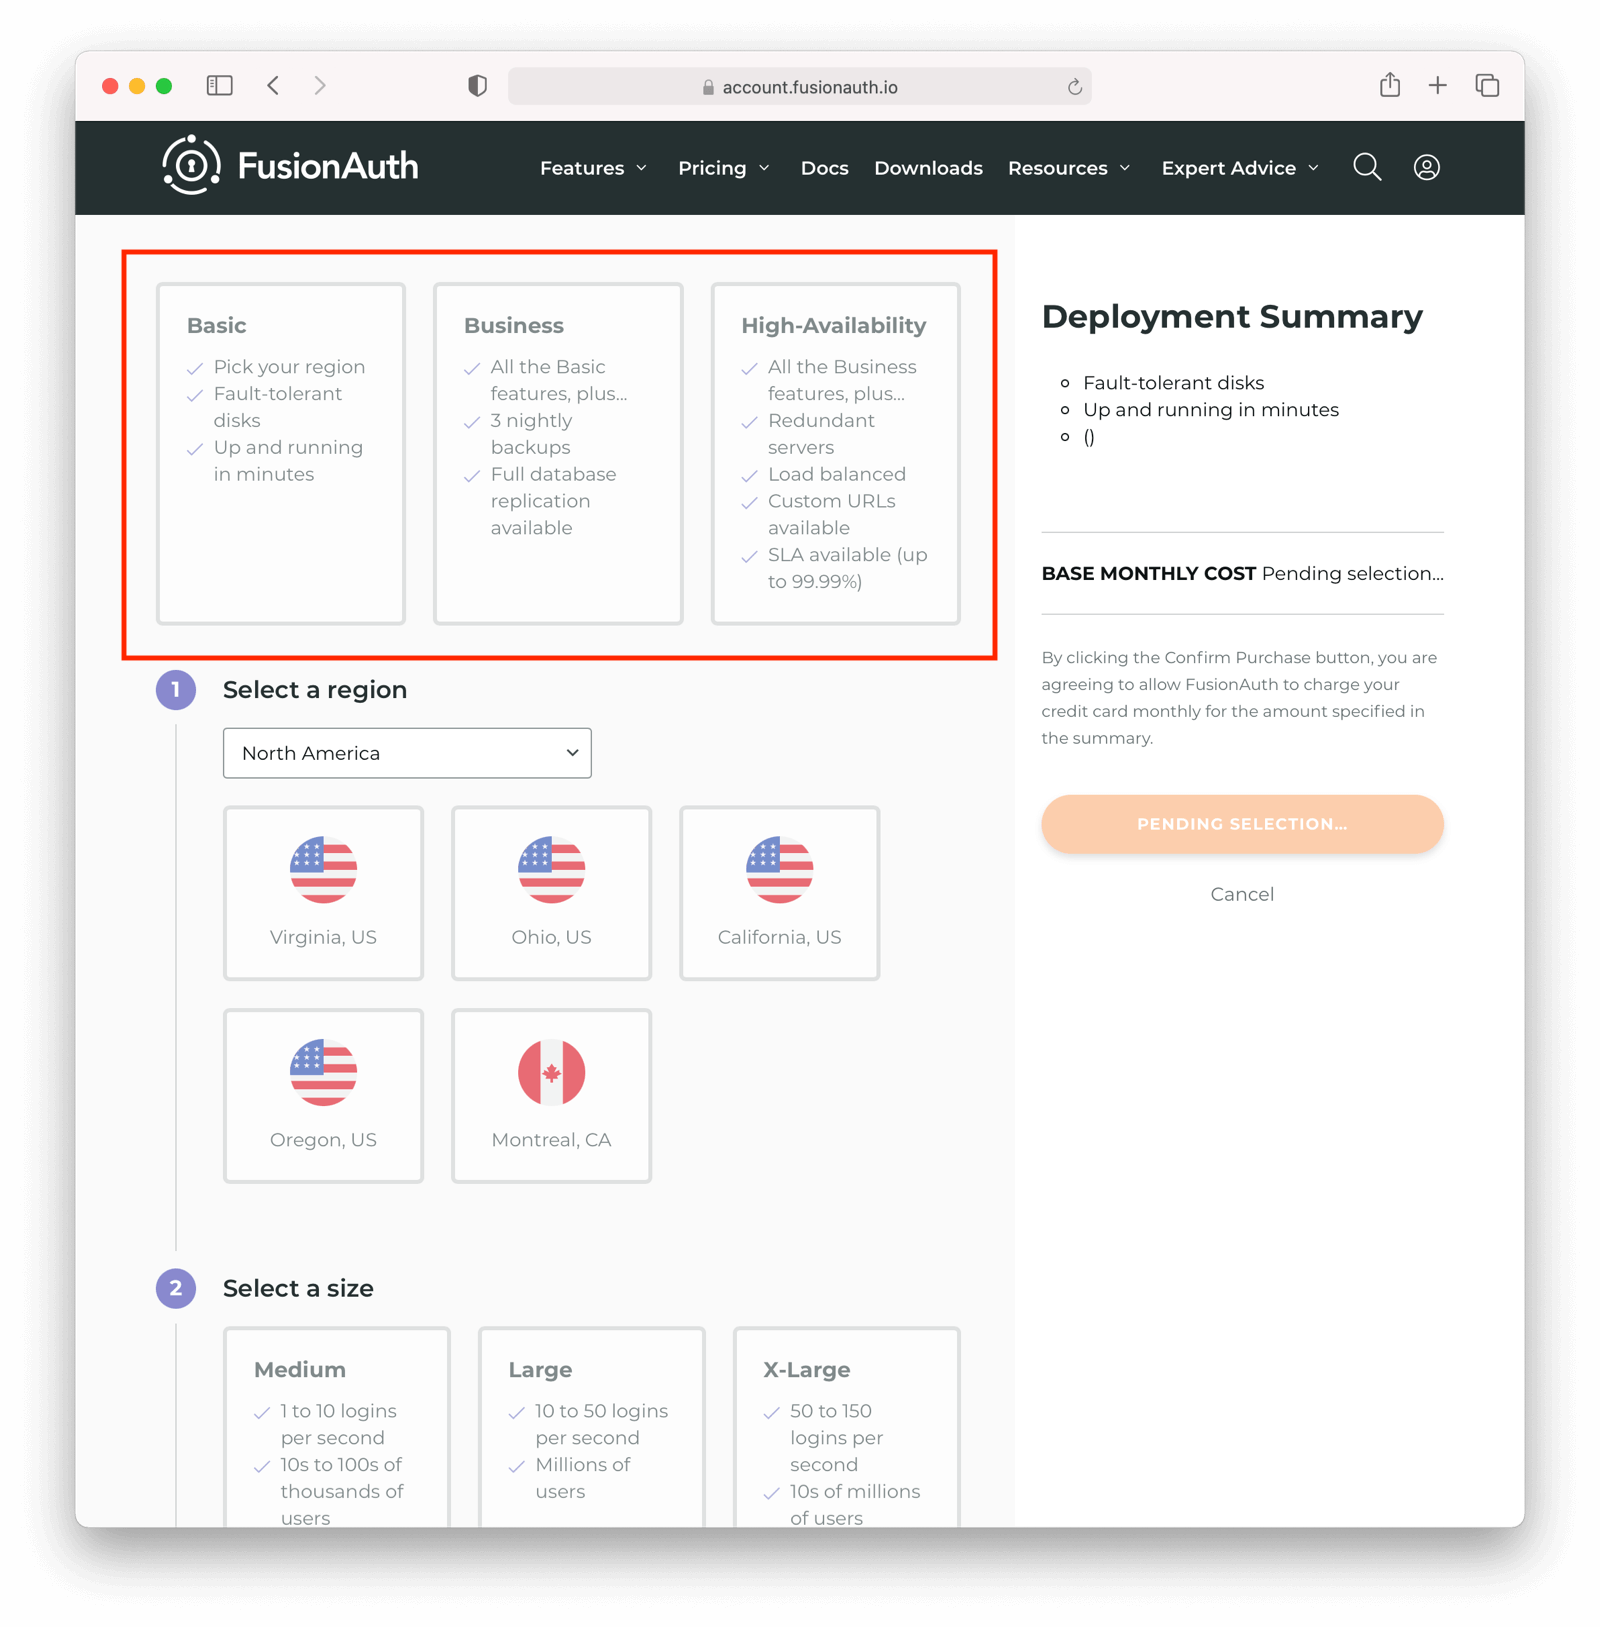 account.fusionauth.io
FusionAuth
Features
Pricing
Docs
Downloads
Resources
Expert Advice
Basic
Pick your region
Fault-tolerant
disks
Up and running
in minutes
Business
All the Basic
features, plus...
3 nightly
backups
Full database
replication
available
High-Availability
All the Business
features, plus...
Redundant
servers
Load balanced
Custom URLs
available
SLA available (up
to 99.99%)
1
Select a region
North America
Virginia, US
Ohio, US
California, US
Oregon, US
Montreal, CA
2
Select a size
Medium
1 to 10 logins
per second
10s to 100s of
thousands of
users
Large
10 to 50 logins
per second
Millions of
users
X-Large
50 to 150
logins per
second
10s of millions
of users
Deployment Summary
Fault-tolerant disks
Up and running in minutes
()
BASE MONTHLY COST Pending selection...
By clicking the Confirm Purchase button, you are
agreeing to allow FusionAuth to charge your
credit card monthly for the amount specified in
the summary.
PENDING SELECTION...
Cancel